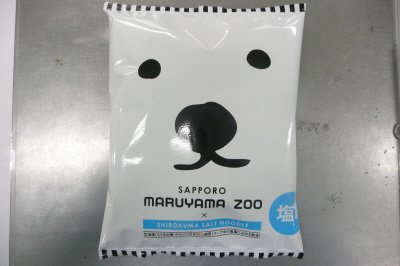 SAPPORO
MARUYAMA ZOO
×
SHIROKUMA SALT NOODLE
塩